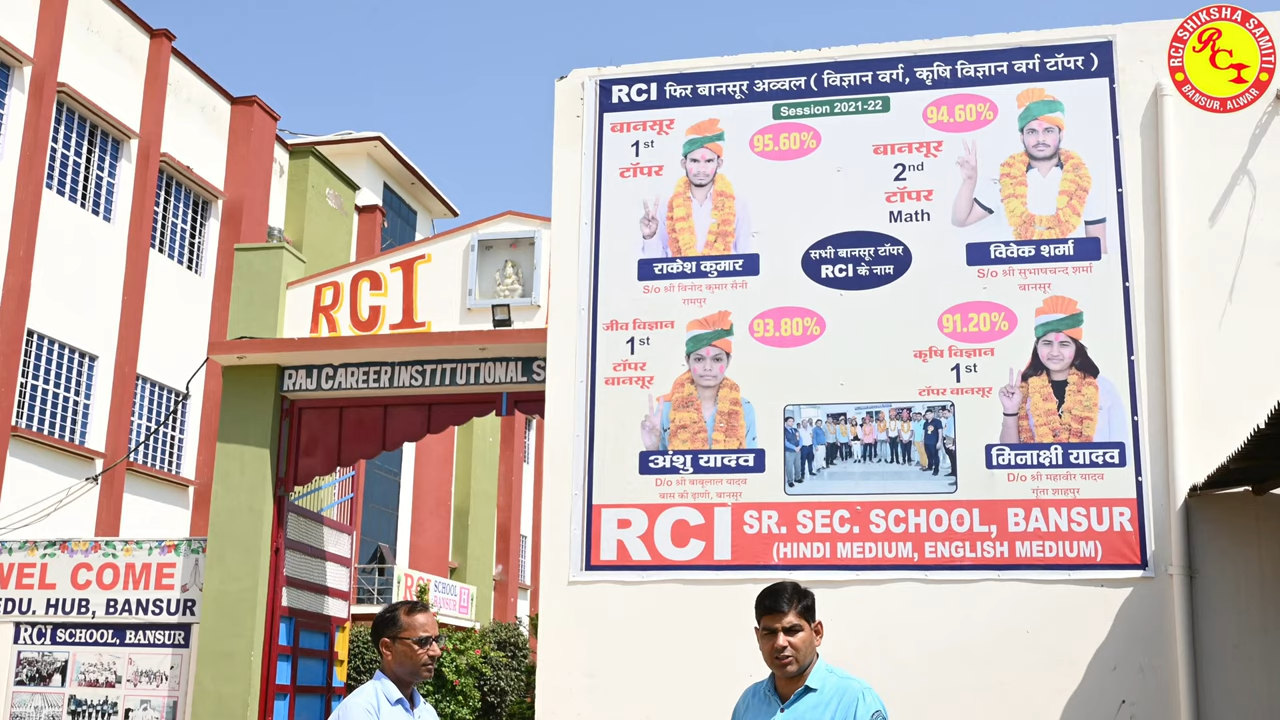 RCI SHIKSHA SAMITI
RCI
BANSUR, ALWAR
RCI फिर बानसूर अव्वल ( विज्ञान वर्ग, कृषि विज्ञान वर्ग टॉपर )
Session 2021-22
बानसूर
1st
टॉपर
95.60%
राकेश कुमार
S/o श्री विनोद कुमार सैनी
रामपुर
94.60%
बानसूर
2nd
टॉपर
Math
विवेक शर्मा
S/o श्री सुभाषचन्द शर्मा
बानसूर
सभी बानसूर टॉपर
RCI के नाम
जीव विज्ञान
1st
टॉपर
बानसूर
93.80%
अंशु यादव
D/o श्री बाबूलाल यादव
बास की ढ़ाणी, बानसूर
91.20%
कृषि विज्ञान
1st
टॉपर बानसूर
मिनाक्षी यादव
D/o श्री महावीर यादव
गूंता शाहपुर
RCI SR. SEC. SCHOOL, BANSUR
(HINDI MEDIUM, ENGLISH MEDIUM)
RCI
RAJ CAREER INSTITUTIONAL S
RCI SCHOOL
BANSUR
WEL COME
EDU. HUB, BANSUR
RCI SCHOOL, BANSUR